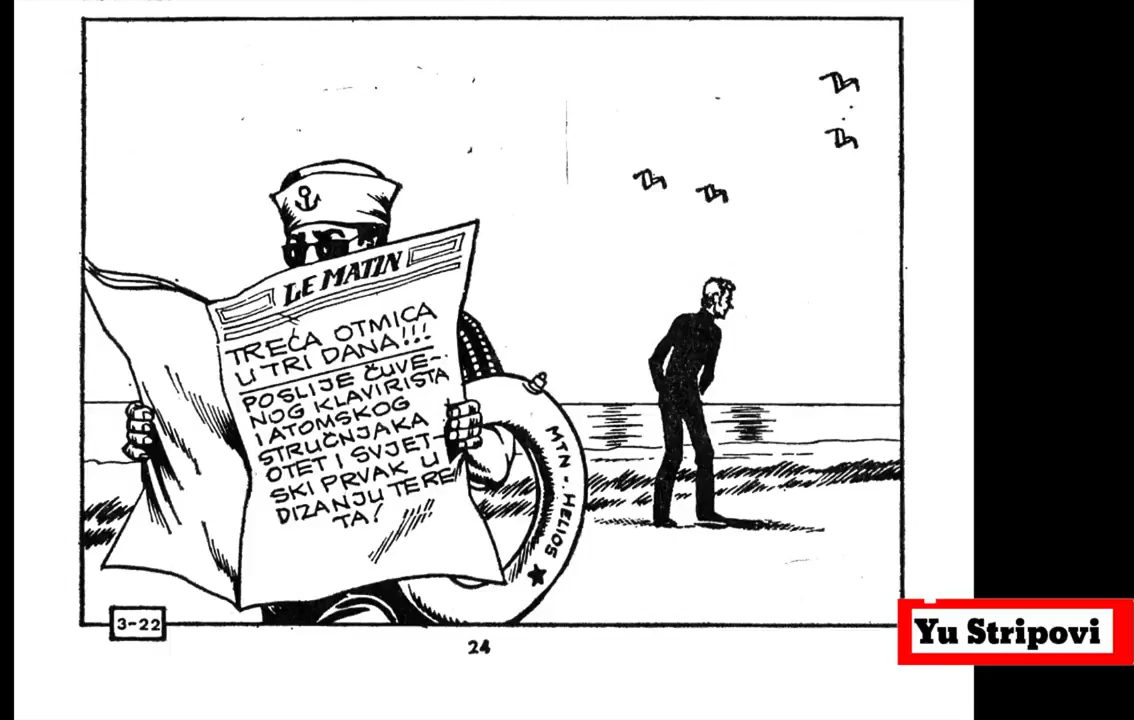 LE MATIN
TREĆA OTMICA
U TRI DANA!!!
POSLIJE ČUVE-
NOG KLAVIRISTA
I ATOMSKOG
STRUČNJAKA
OTET I SVJET-
SKI PRVAK U
DIZANJU TERE
TA!
MTN-HELIOS
3-22
24
Yu Stripovi